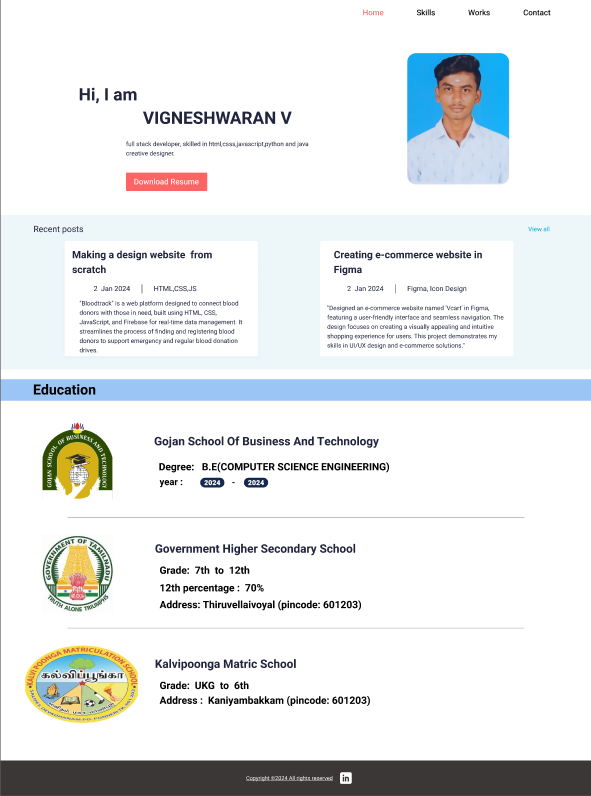 Home Skills Works Contact
Hi, I am
VIGNESHWARAN V
full stack developer, skilled in html,csss,javascript,python and java
creative designer.
Download Resume
Recent posts View all
Making a design website from
scratch
2 Jan 2024 | HTML,CSS,JS
"Bloodtrack" is a web platform designed to connect blood
donors with those in need, built using HTML, CSS,
JavaScript, and Firebase for real-time data management. It
streamlines the process of finding and registering blood
donors to support emergency and regular blood donation
drives.
Creating e-commerce website in
Figma
2 Jan 2024 | Figma, Icon Design
"Designed an e-commerce website named 'Vcart' in Figma,
featuring a user-friendly interface and seamless navigation. The
design focuses on creating a visually appealing and intuitive
shopping experience for users. This project demonstrates my
skills in UI/UX design and e-commerce solutions."
Education
GOJAN SCHOOL OF BUSINESS AND TECHNOLOGY
Gojan School Of Business And Technology
Degree: B.E(COMPUTER SCIENCE ENGINEERING)
year : 2024 - 2024
GOVERNMENT OF TAMILNADU
TRUTH ALONE TRIUMPHS
Government Higher Secondary School
Grade: 7th to 12th
12th percentage : 70%
Address: Thiruvellaivoyal (pincode: 601203)
KALVI POONGA MATRICULATION SCHOOL
கல்விப்பூங்கா
Kalvipoonga Matric School
Grade: UKG to 6th
Address : Kaniyambakkam (pincode: 601203)
Copyright ©2024 All rights reserved in